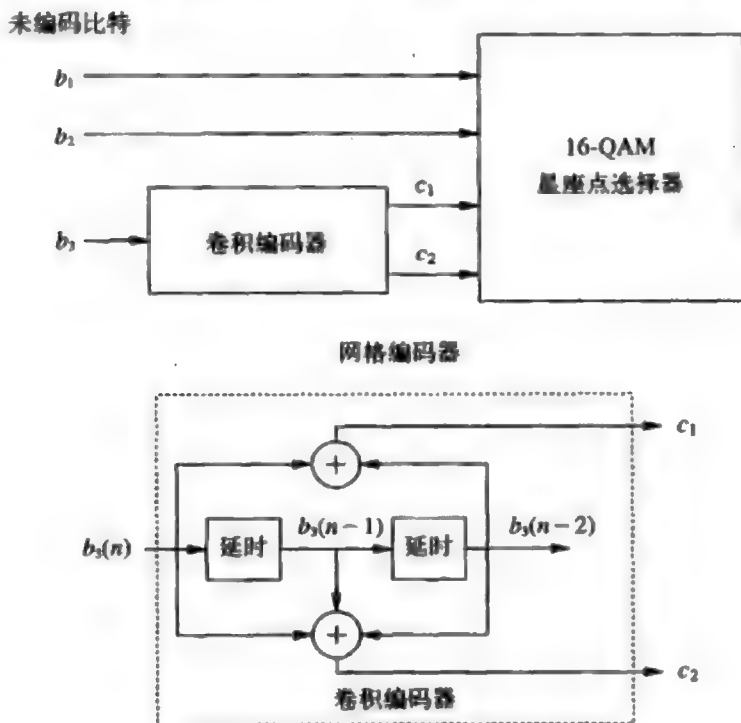 未编码比特
b₁
b₂
b₃
c₁
c₂
卷积编码器
16-QAM
星座点选择器
网格编码器
c₁
+
b₃(n)
延时
b₃(n−1)
延时
b₃(n−2)
+
c₂
卷积编码器